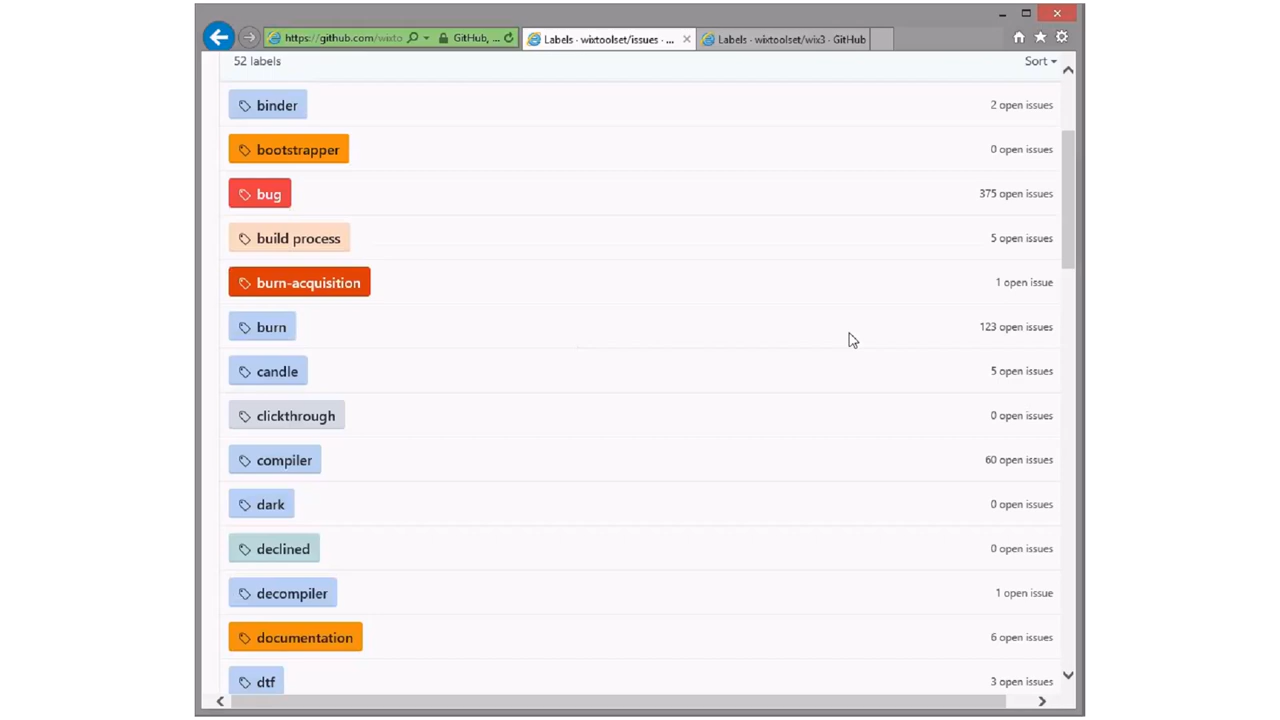 https://github.com/wixto
GitHub, ...
Labels · wixtoolset/issues · ...
Labels · wixtoolset/wix3 · GitHub
52 labels
Sort
binder
2 open issues
bootstrapper
0 open issues
bug
375 open issues
build process
5 open issues
burn-acquisition
1 open issue
burn
123 open issues
candle
5 open issues
clickthrough
0 open issues
compiler
60 open issues
dark
0 open issues
declined
0 open issues
decompiler
1 open issue
documentation
6 open issues
dtf
3 open issues